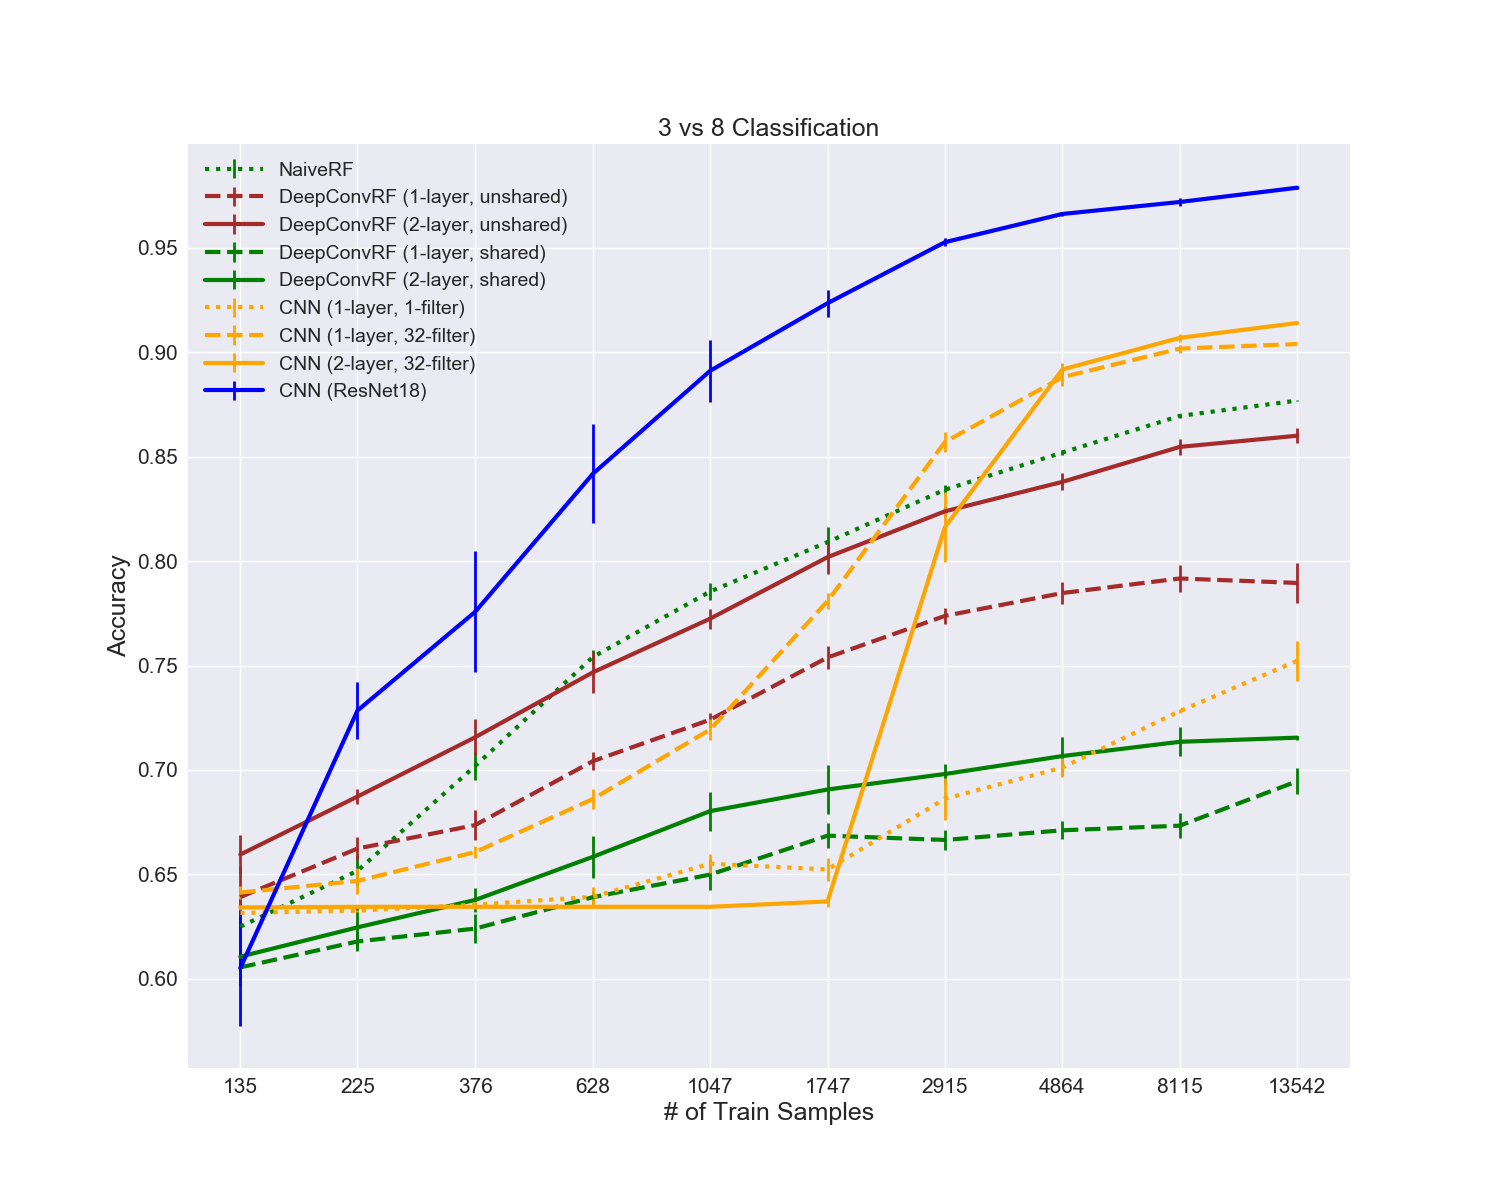 3 vs 8 Classification
NaiveRF
DeepConvRF (1-layer, unshared)
DeepConvRF (2-layer, unshared)
DeepConvRF (1-layer, shared)
DeepConvRF (2-layer, shared)
CNN (1-layer, 1-filter)
CNN (1-layer, 32-filter)
CNN (2-layer, 32-filter)
CNN (ResNet18)
0.95
0.90
0.85
0.80
0.75
0.70
0.65
0.60
Accuracy
135 225 376 628 1047 1747 2915 4864 8115 13542
# of Train Samples